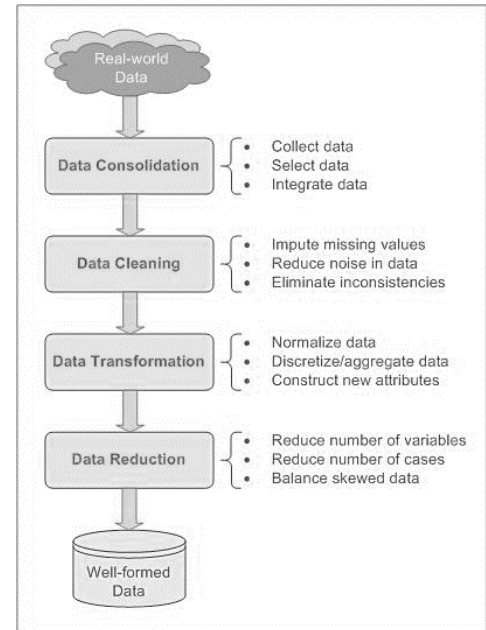 Real-world
Data
Data Consolidation
• Collect data
• Select data
• Integrate data
Data Cleaning
• Impute missing values
• Reduce noise in data
• Eliminate inconsistencies
Data Transformation
• Normalize data
• Discretize/aggregate data
• Construct new attributes
Data Reduction
• Reduce number of variables
• Reduce number of cases
• Balance skewed data
Well-formed
Data